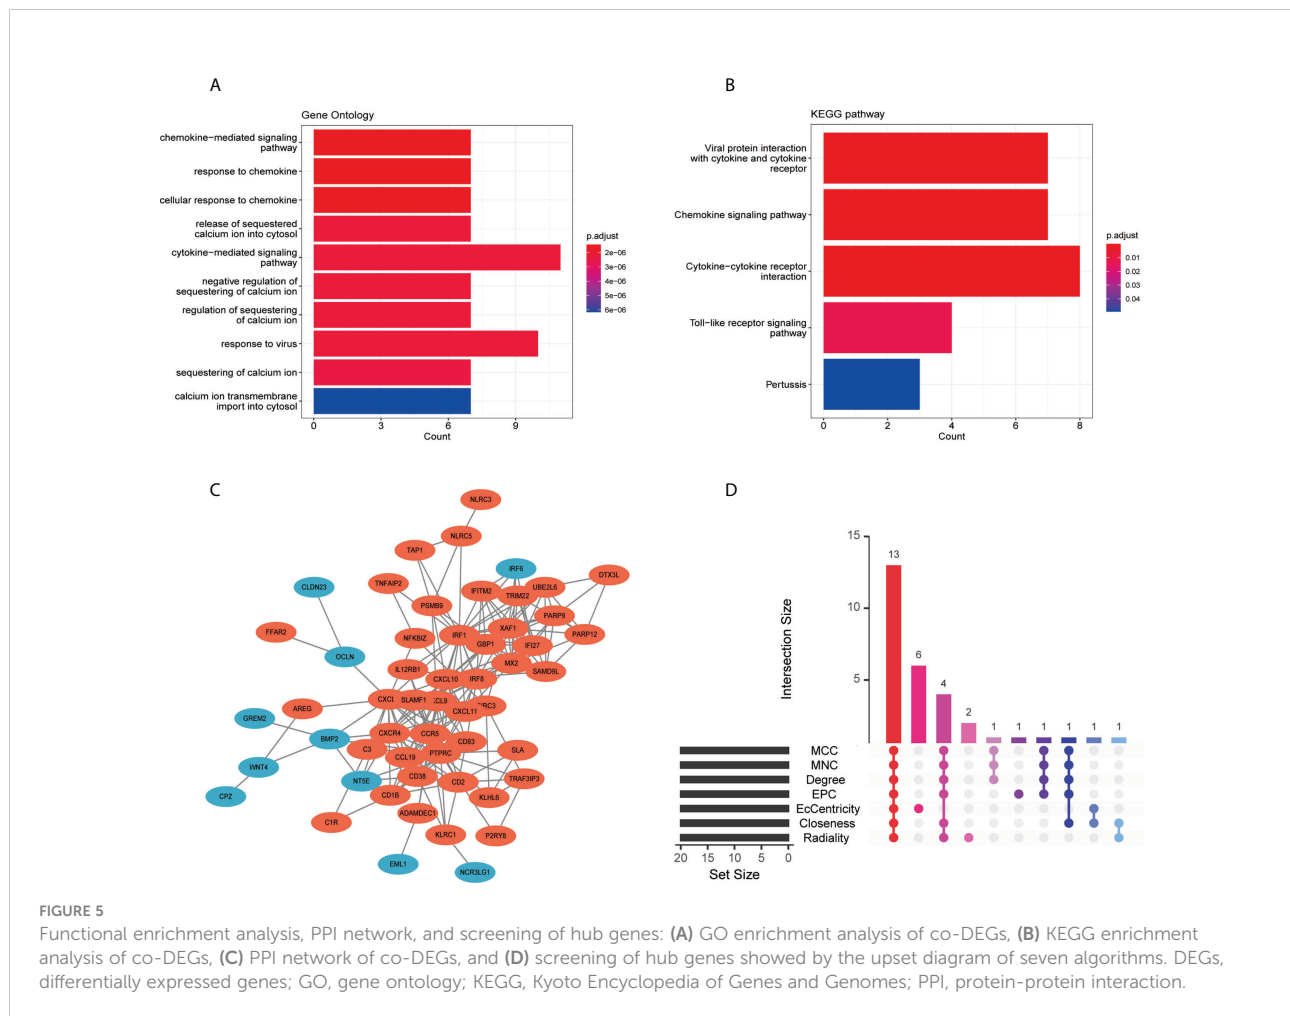 A
Gene Ontology
chemokine−mediated signaling
pathway
response to chemokine
cellular response to chemokine
release of sequestered
calcium ion into cytosol
cytokine−mediated signaling
pathway
negative regulation of
sequestering of calcium ion
regulation of sequestering
of calcium ion
response to virus
sequestering of calcium ion
calcium ion transmembrane
import into cytosol
0 3 6 9
Count
p.adjust
2e−06
3e−06
4e−06
5e−06
6e−06
B
KEGG pathway
Viral protein interaction
with cytokine and cytokine
receptor
Chemokine signaling pathway
Cytokine−cytokine receptor
interaction
Toll−like receptor signaling
pathway
Pertussis
0 2 4 6 8
Count
p.adjust
0.01
0.02
0.03
0.04
C
NLRC3
NLRC5
TAP1
IRF6
DTX3L
TNFAIP2
IFITM2
UBE2L6
CLDN23
TRIM22
PSMB9
PARP9
FFAR2
NFKBIZ
IRF1
XAF1
PARP12
GBP1
IFI27
OCLN
IL12RB1
MX2
SAMD9L
CXCL10
IRF8
CXCL
SLAMF1
CCL9
AREG
CXCL11
BIRC3
GREM2
BMP2
CXCR4
CCR5
CD83
C3
PTPRC
SLA
WNT4
CCL19
NT5E
CD38
CD2
TRAF3IP3
CPZ
CD1B
KLHL6
C1R
ADAMDEC1
KLRC1
P2RY8
EML1
NCR3LG1
D
15
10
5
Intersection Size
13 6 4 2 1 1 1 1 1 1
MCC
MNC
Degree
EPC
EcCentricity
Closeness
Radiality
20 15 10 5 0
Set Size
FIGURE 5
Functional enrichment analysis, PPI network, and screening of hub genes: (A) GO enrichment analysis of co-DEGs, (B) KEGG enrichment
analysis of co-DEGs, (C) PPI network of co-DEGs, and (D) screening of hub genes showed by the upset diagram of seven algorithms. DEGs,
differentially expressed genes; GO, gene ontology; KEGG, Kyoto Encyclopedia of Genes and Genomes; PPI, protein-protein interaction.